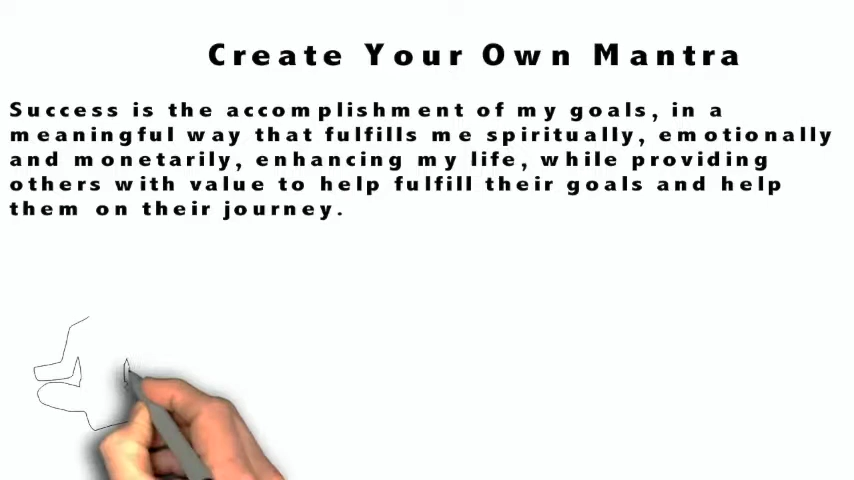 Create Your Own Mantra
Success is the accomplishment of my goals, in a
meaningful way that fulfills me spiritually, emotionally
and monetarily, enhancing my life, while providing
others with value to help fulfill their goals and help
them on their journey.